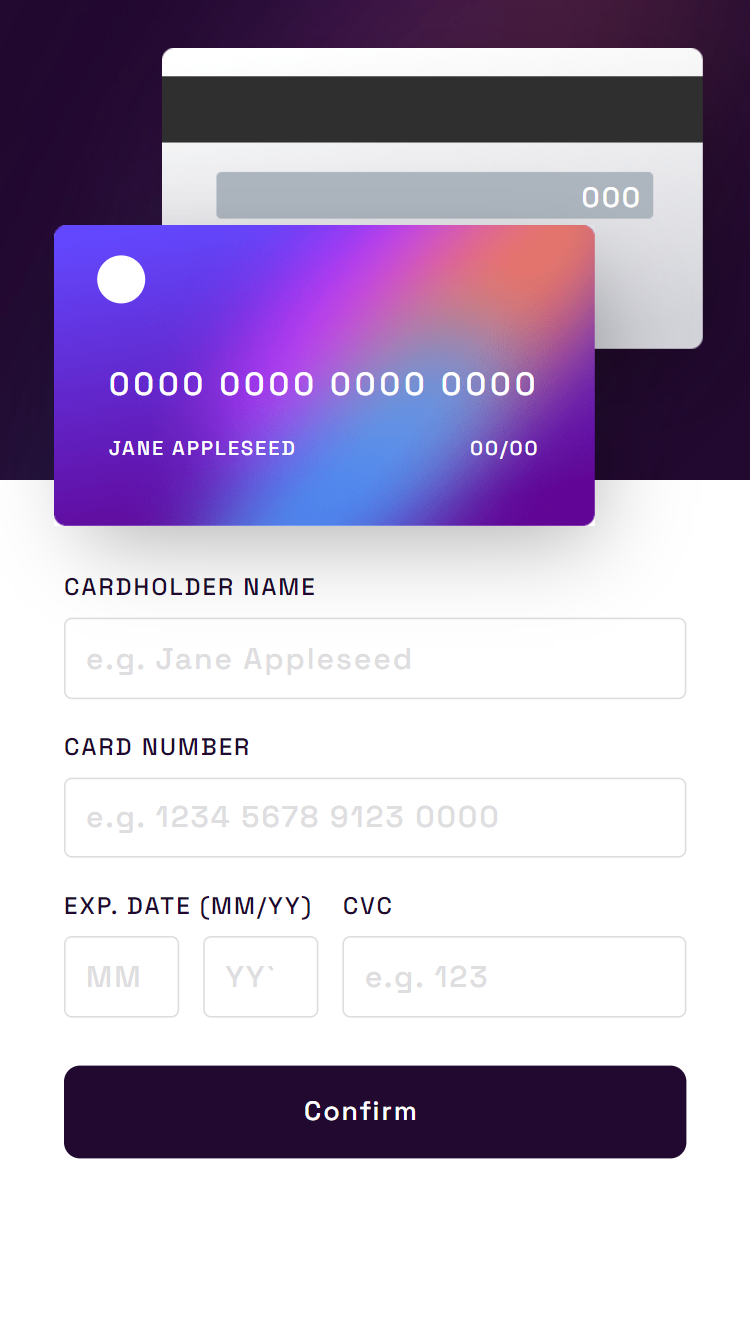 000
0000 0000 0000 0000
JANE APPLESEED 00/00
CARDHOLDER NAME
e.g. Jane Appleseed
CARD NUMBER
e.g. 1234 5678 9123 0000
EXP. DATE (MM/YY) CVC
MM YY` e.g. 123
Confirm